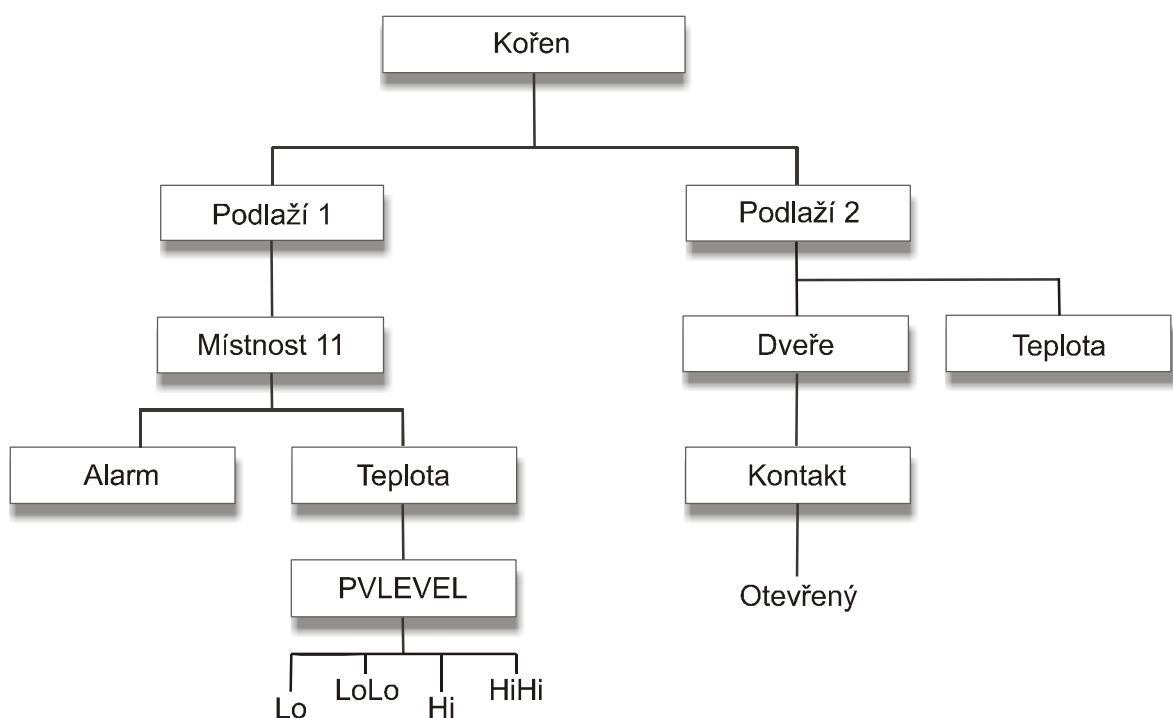 Kořen
Podlaží 1
Podlaží 2
Místnost 11
Dveře
Teplota
Alarm
Teplota
Kontakt
PVLEVEL
Otevřený
Lo
LoLo
Hi
HiHi